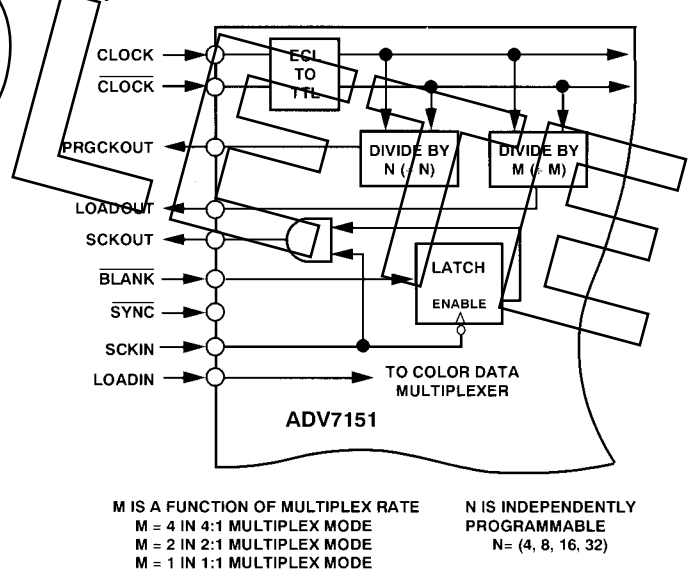 CLOCK
ECL
TO
TTL
CLOCK
PRGCKOUT
DIVIDE BY
N (÷ N)
DIVIDE BY
M (÷ M)
LOADOUT
SCKOUT
BLANK
LATCH
ENABLE
SYNC
SCKIN
LOADIN
TO COLOR DATA
MULTIPLEXER
ADV7151
M IS A FUNCTION OF MULTIPLEX RATE
M = 4 IN 4:1 MULTIPLEX MODE
M = 2 IN 2:1 MULTIPLEX MODE
M = 1 IN 1:1 MULTIPLEX MODE
N IS INDEPENDENTLY
PROGRAMMABLE
N= (4, 8, 16, 32)